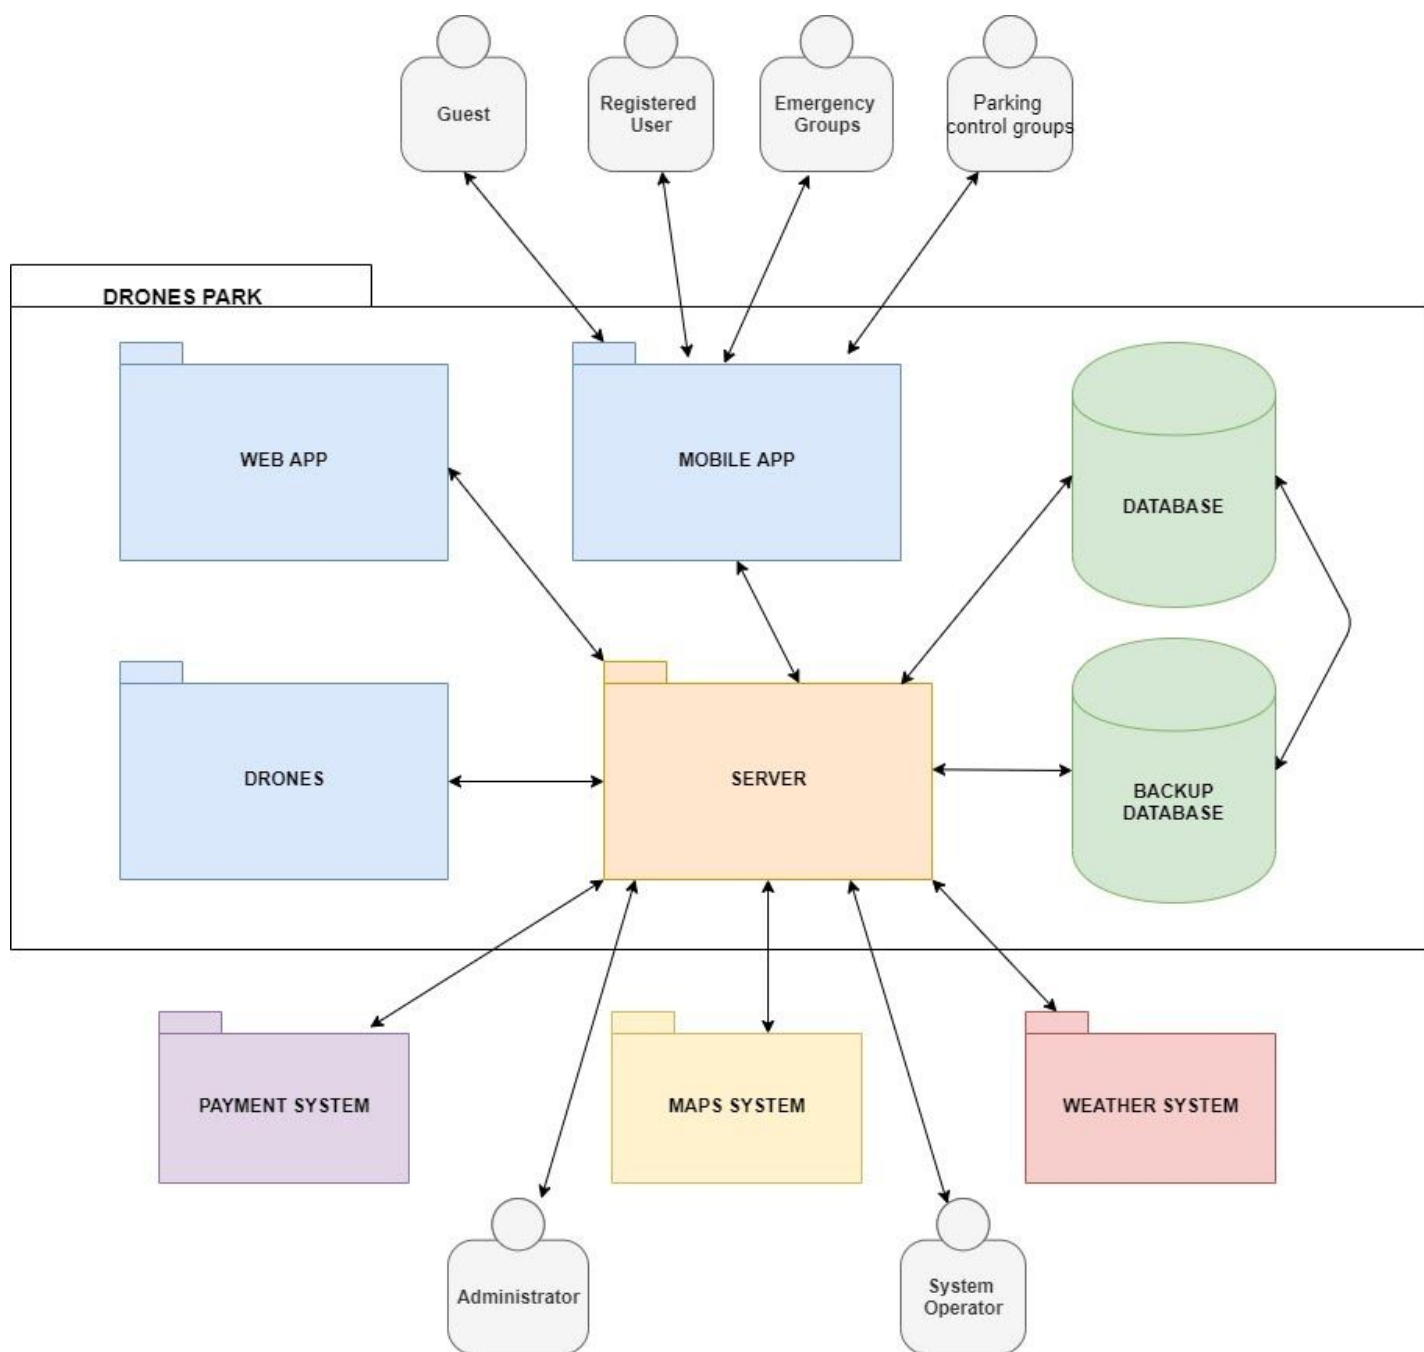 Guest
Registered
User
Emergency
Groups
Parking
control groups
DRONES PARK
WEB APP
MOBILE APP
DATABASE
DRONES
SERVER
BACKUP
DATABASE
PAYMENT SYSTEM
MAPS SYSTEM
WEATHER SYSTEM
Administrator
System
Operator